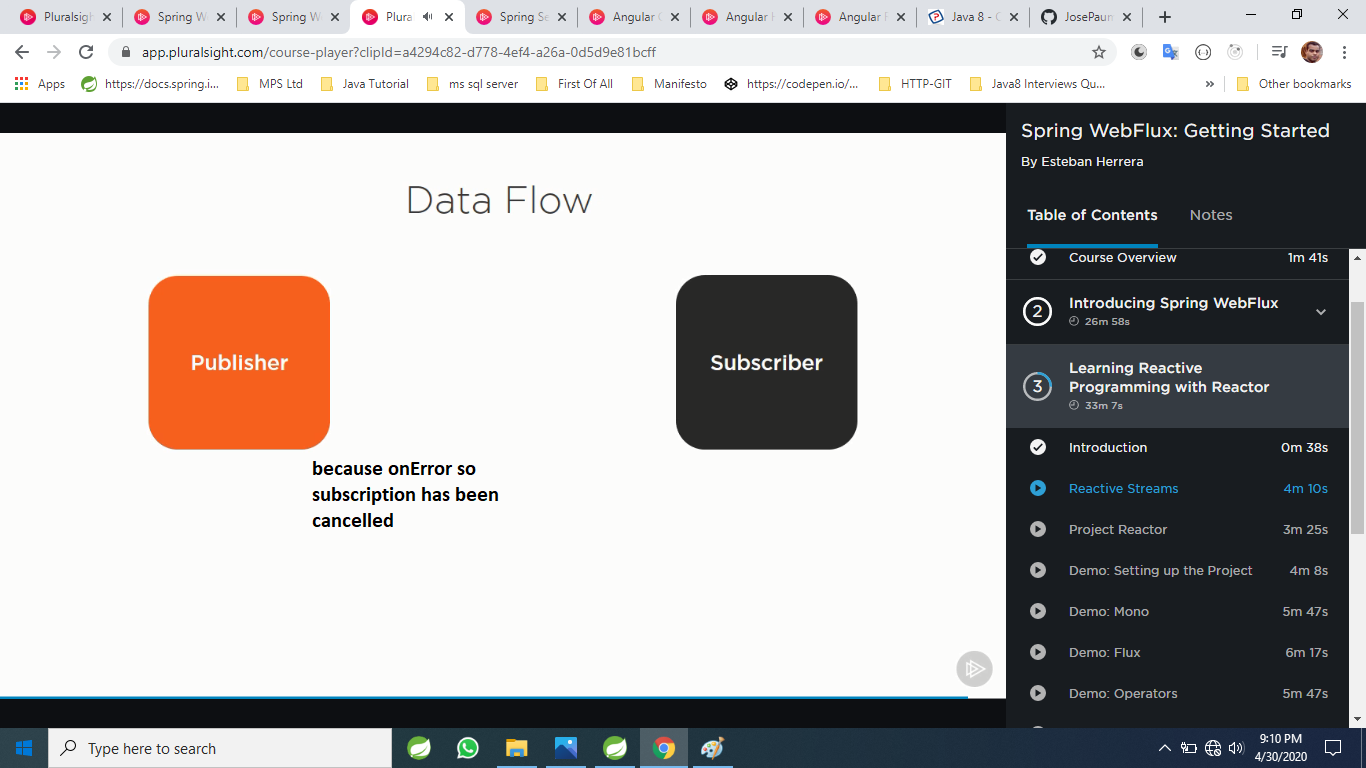 Pluralsigh
Spring W
Spring W
Plura
Spring Se
Angular
Angular
Angular
Java 8 -
JosePaun
app.pluralsight.com/course-player?clipId=a4294c82-d778-4ef4-a26a-0d5d9e81bcff
Apps
https://docs.spring.i...
MPS Ltd
Java Tutorial
ms sql server
First Of All
Manifesto
https://codepen.io/...
HTTP-GIT
Java8 Interviews Qu...
»
Other bookmarks
Data Flow
Publisher
Subscriber
because onError so
subscription has been
cancelled
Spring WebFlux: Getting Started
By Esteban Herrera
Table of Contents
Notes
Course Overview 1m 41s
2 Introducing Spring WebFlux
26m 58s
3 Learning Reactive
Programming with Reactor
33m 7s
Introduction 0m 38s
Reactive Streams 4m 10s
Project Reactor 3m 25s
Demo: Setting up the Project 4m 8s
Demo: Mono 5m 47s
Demo: Flux 6m 17s
Demo: Operators 5m 47s
Type here to search
9:10 PM
4/30/2020